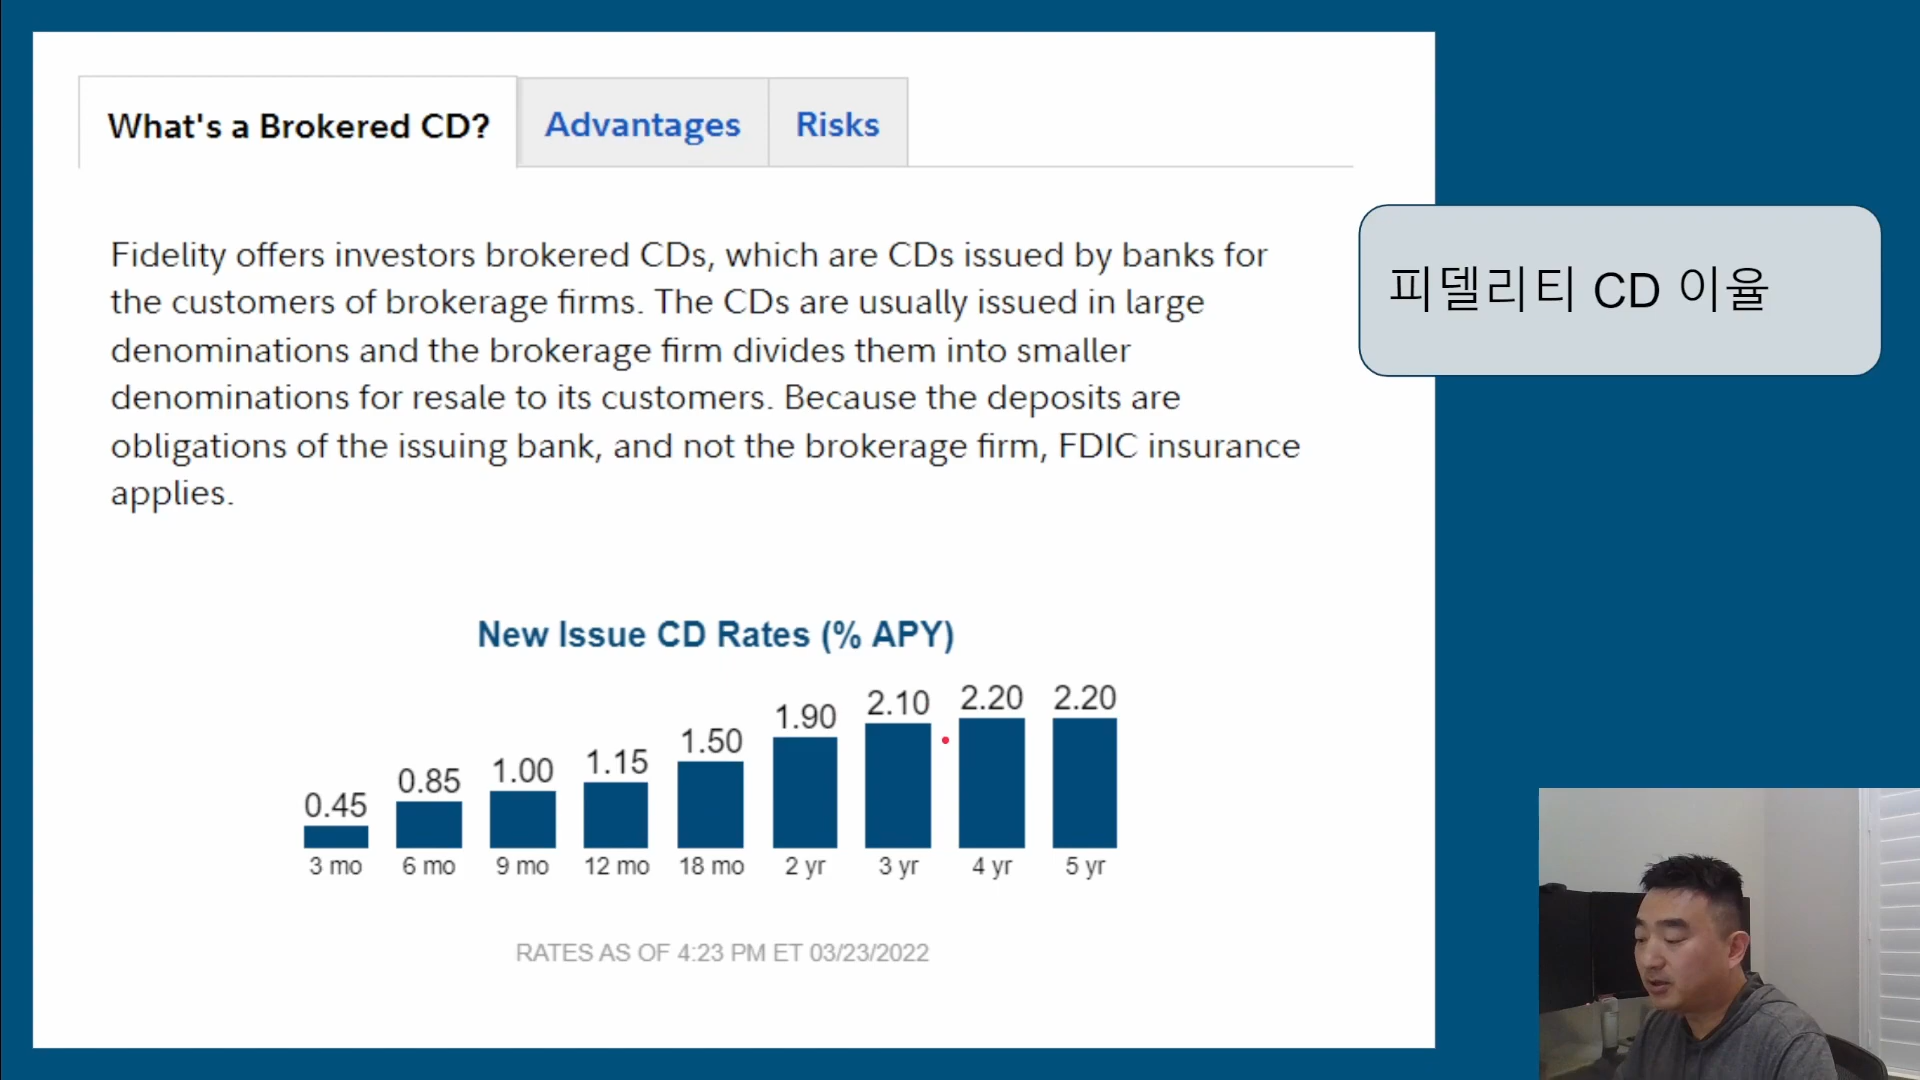 What's a Brokered CD?
Advantages
Risks
Fidelity offers investors brokered CDs, which are CDs issued by banks for
the customers of brokerage firms. The CDs are usually issued in large
denominations and the brokerage firm divides them into smaller
denominations for resale to its customers. Because the deposits are
obligations of the issuing bank, and not the brokerage firm, FDIC insurance
applies.
피델리티 CD 이율
New Issue CD Rates (% APY)
0.45 0.85 1.00 1.15 1.50 1.90 2.10 2.20 2.20
3 mo 6 mo 9 mo 12 mo 18 mo 2 yr 3 yr 4 yr 5 yr
RATES AS OF 4:23 PM ET 03/23/2022